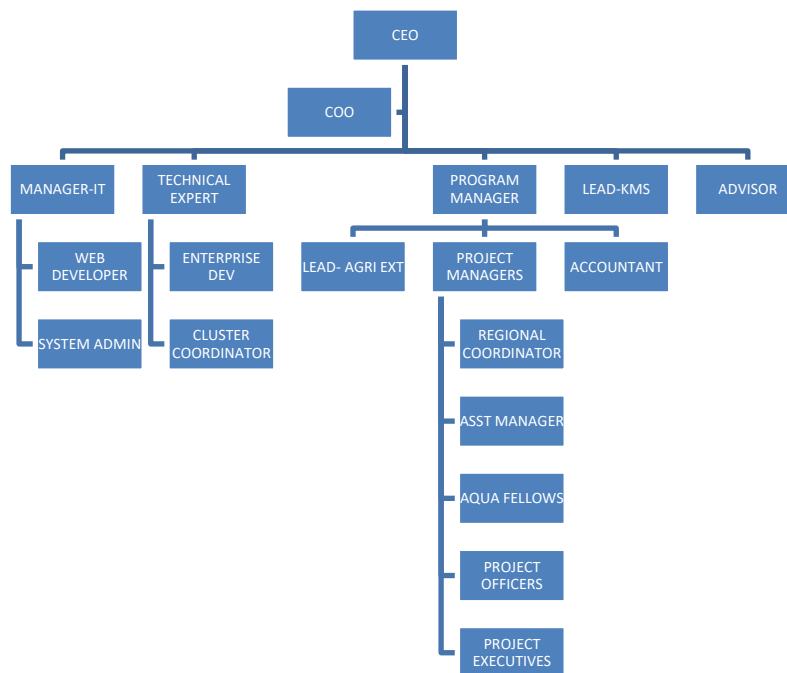 CEO
COO
MANAGER-IT
TECHNICAL
EXPERT
PROGRAM
MANAGER
LEAD-KMS
ADVISOR
WEB
DEVELOPER
ENTERPRISE
DEV
LEAD- AGRI EXT
PROJECT
MANAGERS
ACCOUNTANT
SYSTEM ADMIN
CLUSTER
COORDINATOR
REGIONAL
COORDINATOR
ASST MANAGER
AQUA FELLOWS
PROJECT
OFFICERS
PROJECT
EXECUTIVES